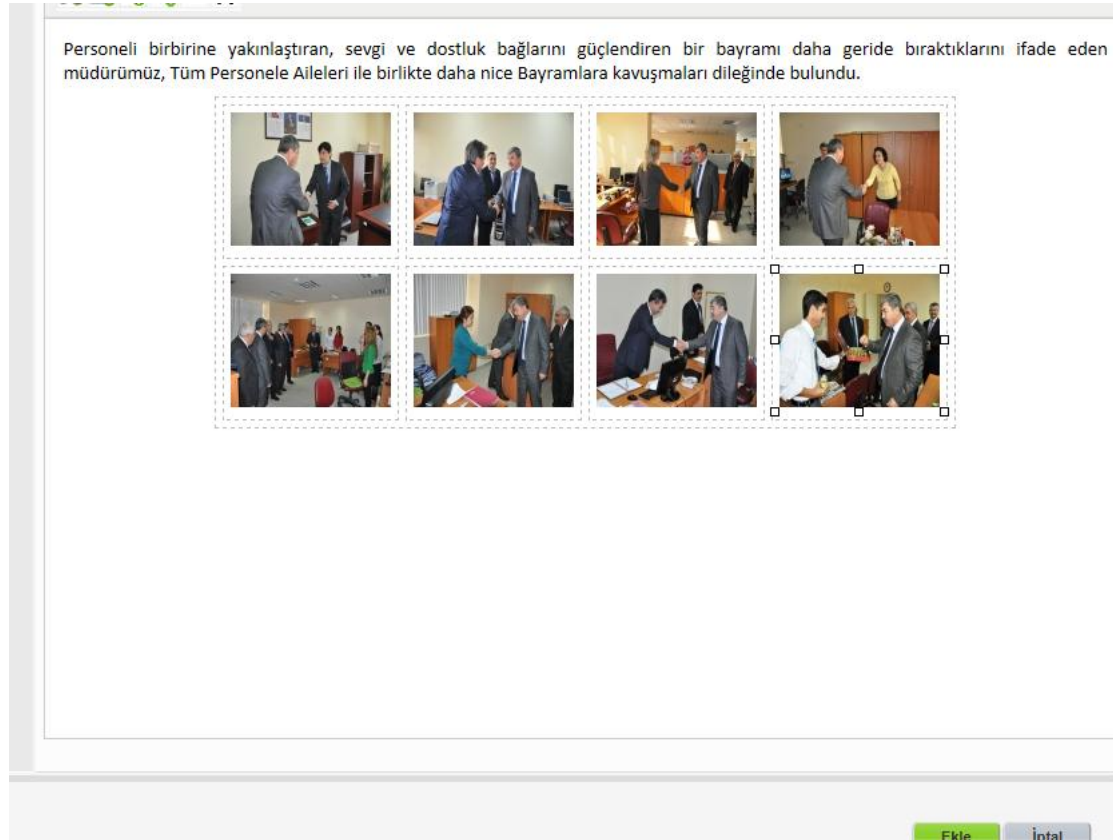 Personeli birbirine yakınlaştıran, sevgi ve dostluk bağlarını güçlendiren bir bayramı daha geride bıraktıklarını ifade eden
müdürümüz, Tüm Personele Aileleri ile birlikte daha nice Bayramlara kavuşmaları dileğinde bulundu.
Ekle İptal